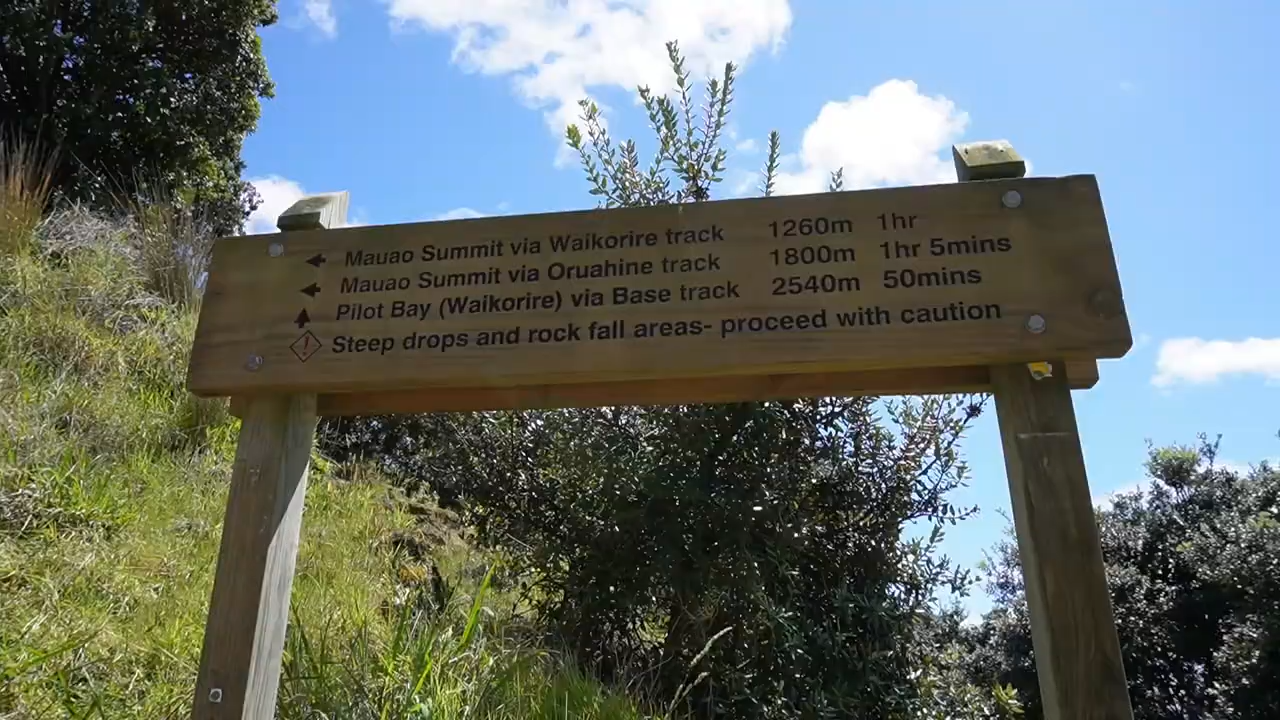 Mauao Summit via Waikorire track 1260m 1hr
Mauao Summit via Oruahine track 1800m 1hr 5mins
Pilot Bay (Waikorire) via Base track 2540m 50mins
Steep drops and rock fall areas- proceed with caution